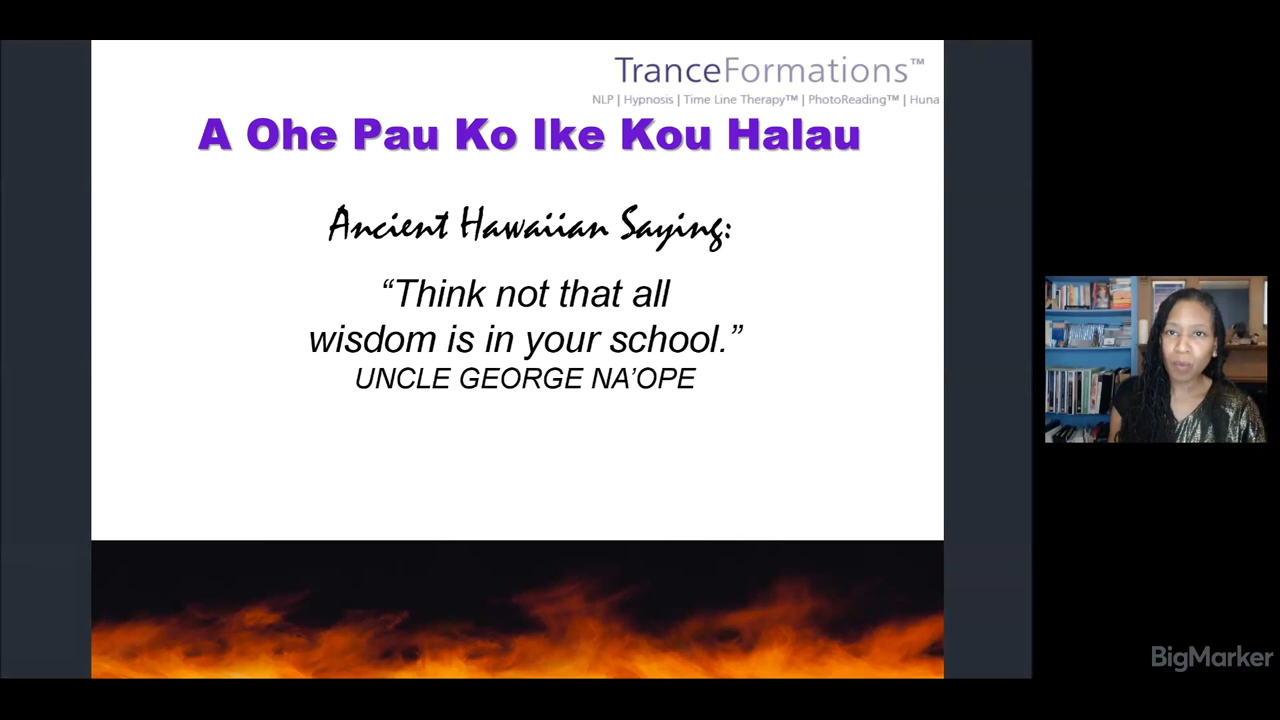 TranceFormations™
NLP | Hypnosis | Time Line Therapy™ | PhotoReading™ | Huna
A Ohe Pau Ko Ike Kou Halau
Ancient Hawaiian Saying:
“Think not that all
wisdom is in your school.”
UNCLE GEORGE NA’OPE
BigMarker